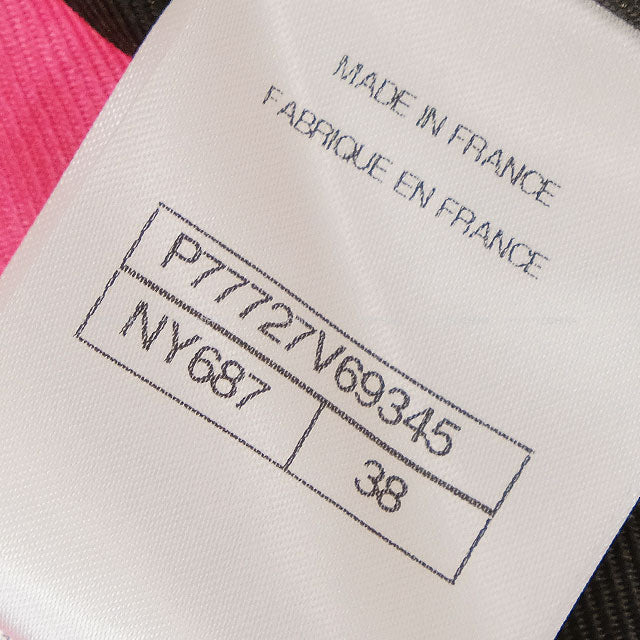 MADE IN FRANCE
FABRIQUE EN FRANCE
P77727V69345
NY687 38